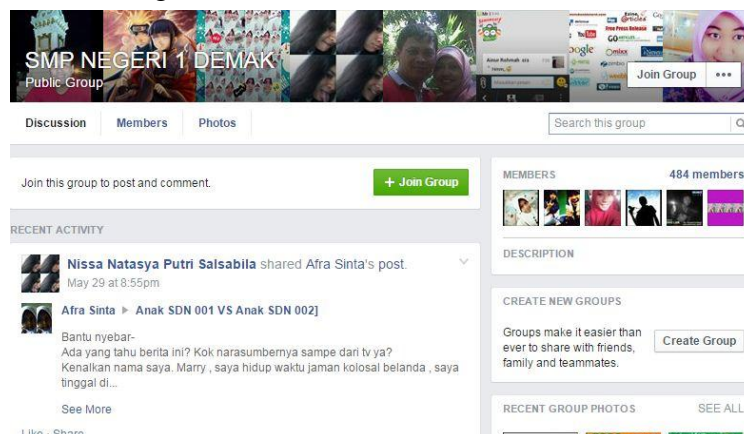 SMP NEGERI 1 DEMAK
Public Group
Join Group
Discussion Members Photos
Search this group
Join this group to post and comment.
+ Join Group
RECENT ACTIVITY
Nissa Natasya Putri Salsabila shared Afra Sinta's post.
May 29 at 8:55pm
Afra Sinta ▶ Anak SDN 001 VS Anak SDN 002]
Bantu nyebar-
Ada yang tahu berita ini? Kok narasumbernya sampe dari tv ya?
Kenalkan nama saya. Marry , saya hidup waktu jaman kolosal belanda , saya
tinggal di...
See More
Like · Share
MEMBERS 484 members
DESCRIPTION
CREATE NEW GROUPS
Groups make it easier than
ever to share with friends,
family and teammates.
Create Group
RECENT GROUP PHOTOS SEE ALL